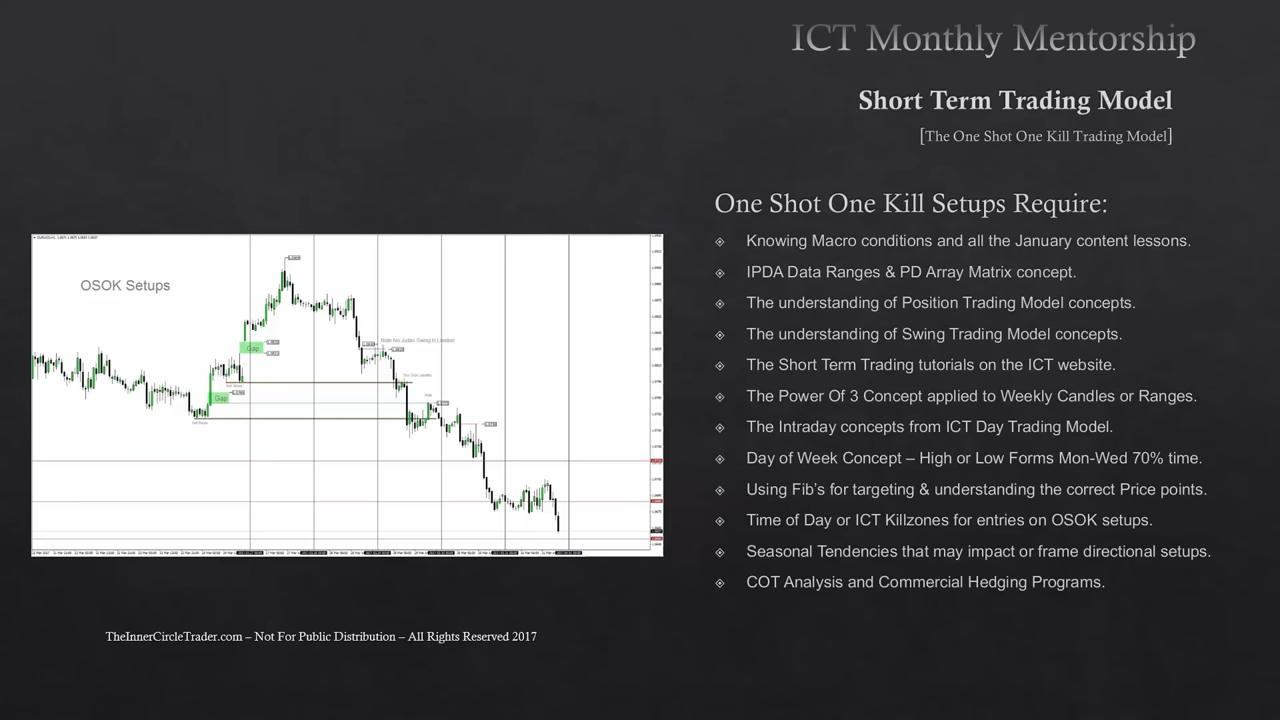 ICT Monthly Mentorship
Short Term Trading Model
[The One Shot One Kill Trading Model]
One Shot One Kill Setups Require:
Knowing Macro conditions and all the January content lessons.
IPDA Data Ranges & PD Array Matrix concept.
The understanding of Position Trading Model concepts.
The understanding of Swing Trading Model concepts.
The Short Term Trading tutorials on the ICT website.
The Power Of 3 Concept applied to Weekly Candles or Ranges.
The Intraday concepts from ICT Day Trading Model.
Day of Week Concept – High or Low Forms Mon-Wed 70% time.
Using Fib's for targeting & understanding the correct Price points.
Time of Day or ICT Killzones for entries on OSOK setups.
Seasonal Tendencies that may impact or frame directional setups.
COT Analysis and Commercial Hedging Programs.
OSOK Setups
Gap
Note No Judas Swing In London
Gap
TheInnerCircleTrader.com – Not For Public Distribution – All Rights Reserved 2017